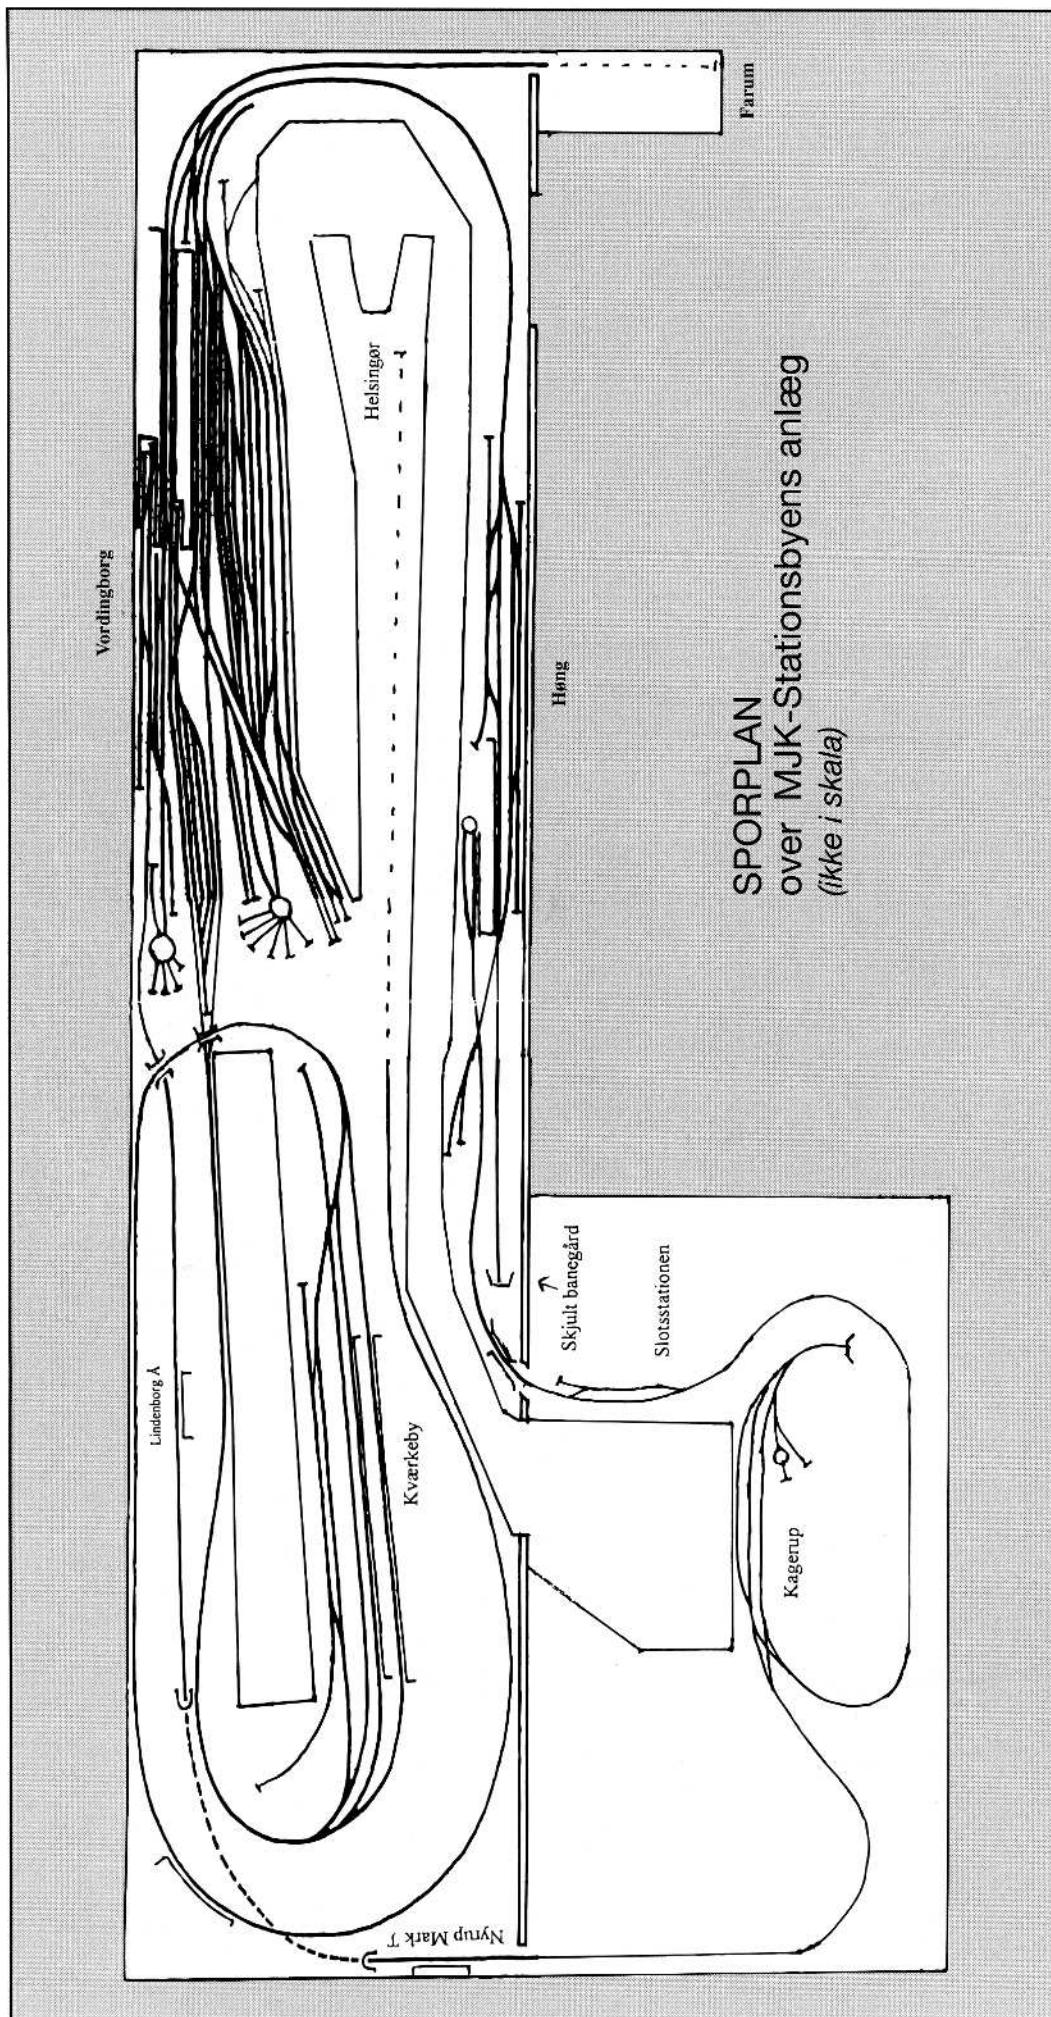 Farum
Vordingborg
Helsingør
Høng
SPORPLAN
over MJK-Stationsbyens anlæg
(ikke i skala)
Skjult banegård
Slotsstationen
Lindenborg Å
Kværkeby
Kagerup
Nyrup Mark T